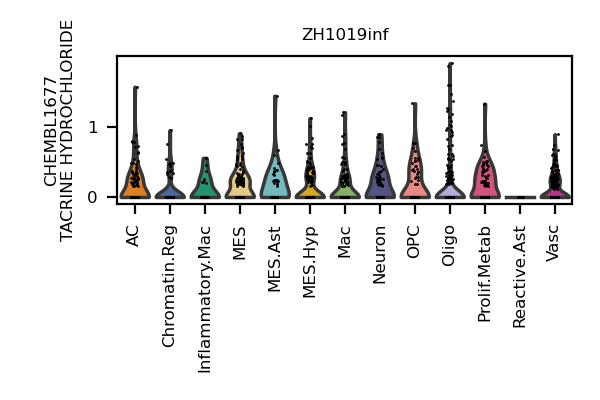 ZH1019inf
CHEMBL1677
TACRINE HYDROCHLORIDE
1
0
AC
Chromatin.Reg
Inflammatory.Mac
MES
MES.Ast
MES.Hyp
Mac
Neuron
OPC
Oligo
Prolif.Metab
Reactive.Ast
Vasc